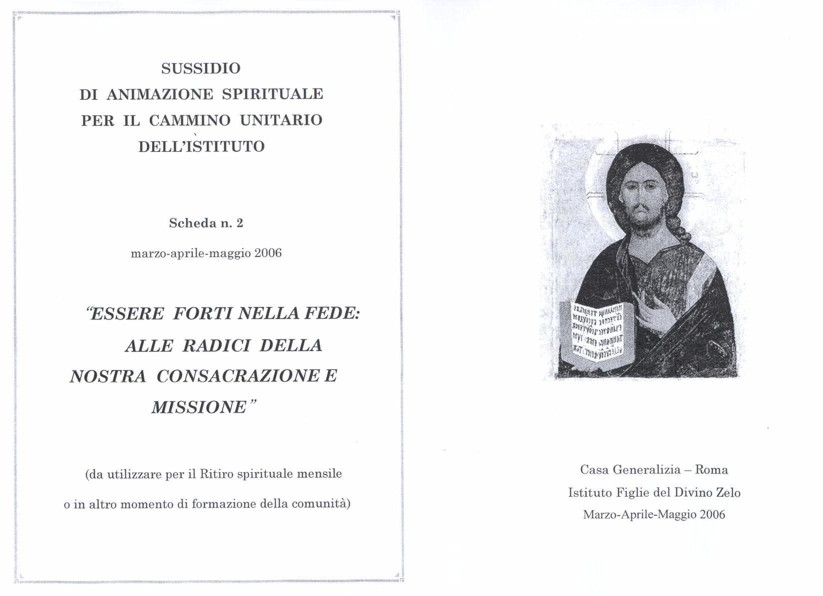 SUSSIDIO
DI ANIMAZIONE SPIRITUALE
PER IL CAMMINO UNITARIO
DELL'ISTITUTO
Scheda n. 2
marzo-aprile-maggio 2006
"ESSERE FORTI NELLA FEDE:
ALLE RADICI DELLA
NOSTRA CONSACRAZIONE E
MISSIONE"
(da utilizzare per il Ritiro spirituale mensile
o in altro momento di formazione della comunità)
Casa Generalizia – Roma
Istituto Figlie del Divino Zelo
Marzo-Aprile-Maggio 2006